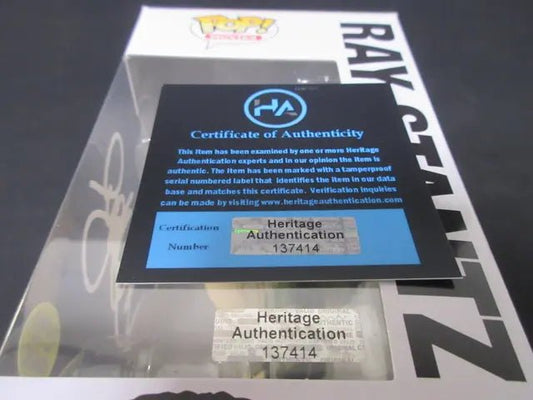 POP!
RAY STANTZ
HA
Certificate of Authenticity
This item has been examined by one or more Heritage
Authentication experts and in our opinion the item is
authentic. The item has been marked with a tamperproof
serial numbered label that identifies the item in our data
base and matches this certificate. Verification inquiries
can be made by visiting www.heritageauthentication.com
Certification
Number
Heritage
Authentication
137414
Heritage
Authentication
137414